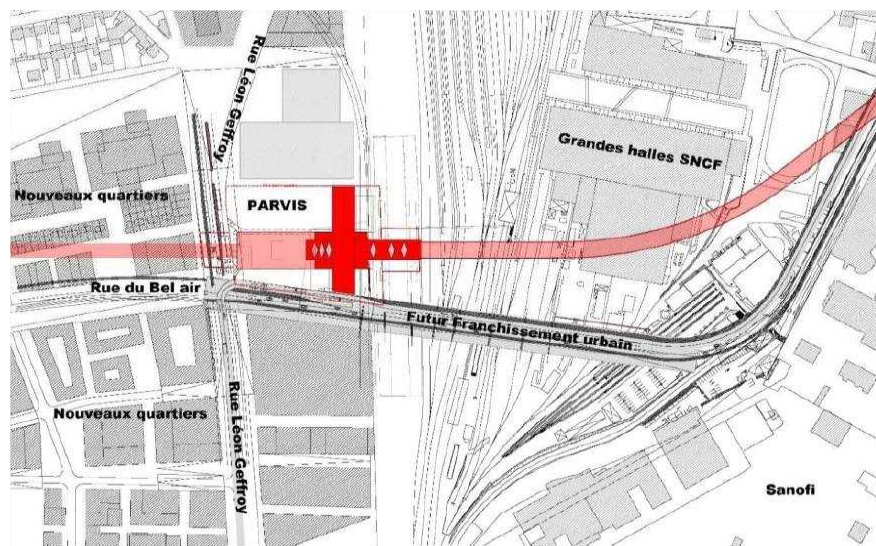 Rue Léon Geffroy
Grandes halles SNCF
Nouveaux quartiers
PARVIS
Rue du Bel air
Futur Franchissement urbain
Nouveaux quartiers
Rue Léon Geffroy
Sanofi